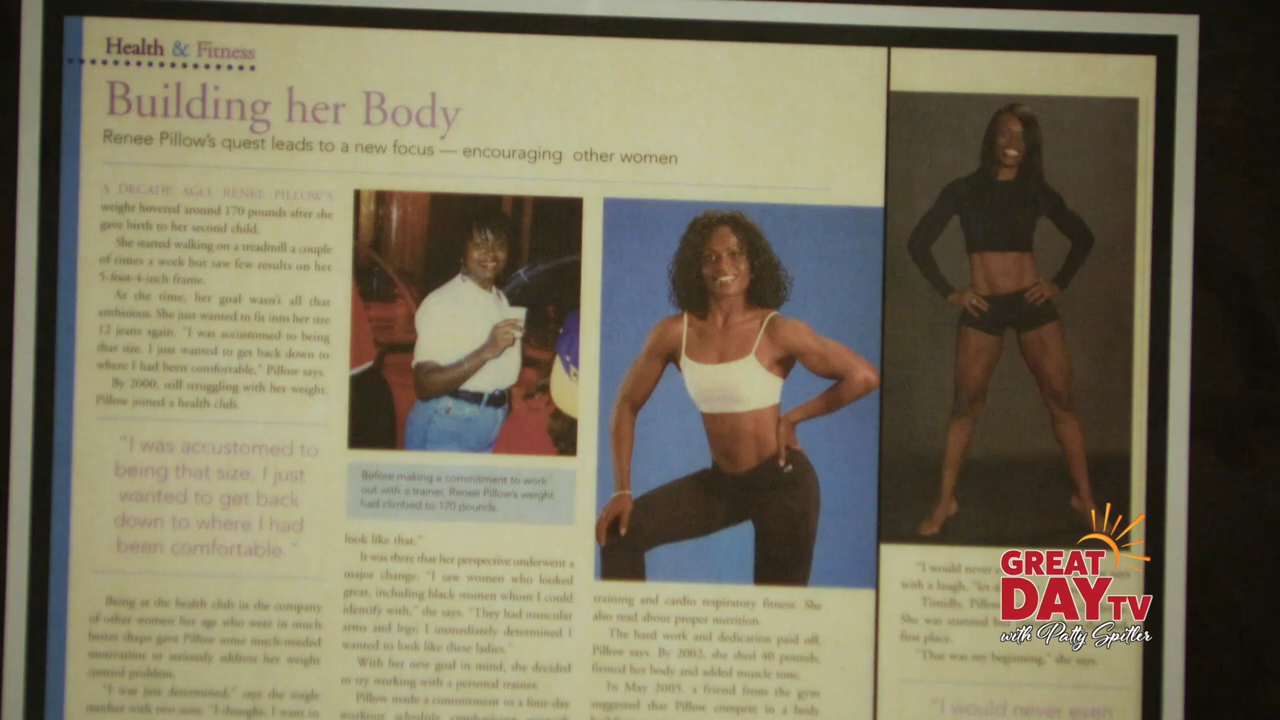 Health & Fitness
Building her Body
Renee Pillow's quest leads to a new focus — encouraging other women
A DECADE AGO, RENEE PILLOW'S
weight hovered around 170 pounds after she
gave birth to her second child.
She started walking on a treadmill a couple
of times a week but saw few results on her
5-foot-4-inch frame.
At the time, her goal wasn't all that
ambitious. She just wanted to fit into her size
12 jeans again. "I was accustomed to being
that size. I just wanted to get back down to
where I had been comfortable," Pillow says.
By 2000, still struggling with her weight,
Pillow joined a health club.
"I was accustomed to
being that size, I just
wanted to get back
down to where I had
been comfortable."
Being at the health club in the company
of other women her age who were in much
better shape gave Pillow some much-needed
motivation to seriously address her weight
control problem.
"I was just determined," says the single
mother with two sons. "I thought, I want to
Before making a commitment to work
out with a trainer, Renee Pillow's weight
had climbed to 170 pounds.
look like that."
It was there that her perspective underwent a
major change. "I saw women who looked
great, including black women whom I could
identify with," she says. "They had muscular
arms and legs. I immediately determined I
wanted to look like these ladies."
With her new goal in mind, she decided
to try working with a personal trainer.
Pillow made a commitment to a four-day
workout schedule
training and cardio respiratory fitness. She
also read about proper nutrition.
The hard work and dedication paid off,
Pillow says. By 2002, she shed 40 pounds,
firmed her body and added muscle tone.
In May 2005, a friend from the gym
suggested that Pillow compete in a body
"I would never says
with a laugh.
Timidly,
She was stunned
first place.
"That was my beginning," she says.
"I would never even
GREAT
DAY TV
with Patty Spitler